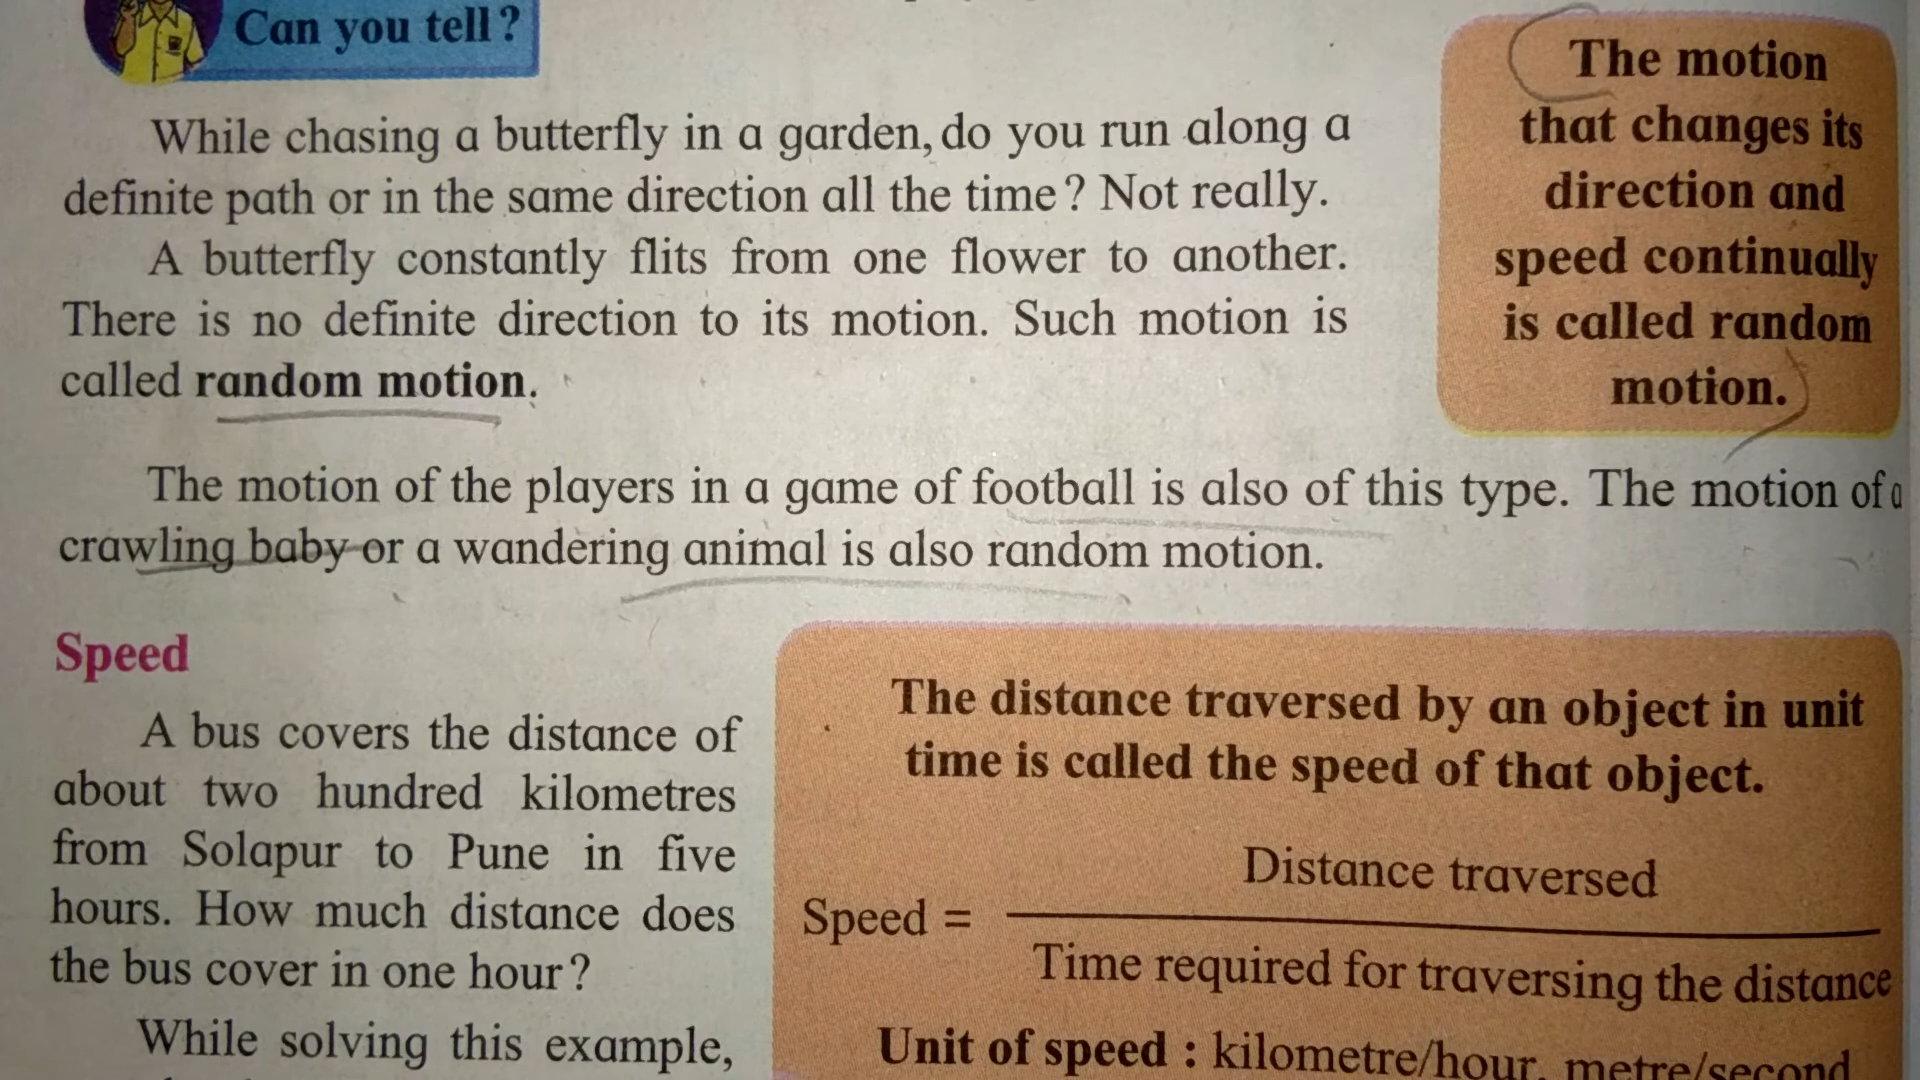 Can you tell?
While chasing a butterfly in a garden, do you run along a
definite path or in the same direction all the time? Not really.
A butterfly constantly flits from one flower to another.
There is no definite direction to its motion. Such motion is
called random motion.
The motion
that changes its
direction and
speed continually
is called random
motion.
The motion of the players in a game of football is also of this type. The motion of a
crawling baby or a wandering animal is also random motion.
Speed
A bus covers the distance of
about two hundred kilometres
from Solapur to Pune in five
hours. How much distance does
the bus cover in one hour?
While solving this example,
The distance traversed by an object in unit
time is called the speed of that object.
Distance traversed
Speed =
Time required for traversing the distance
Unit of speed : kilometre/hour, metre/second